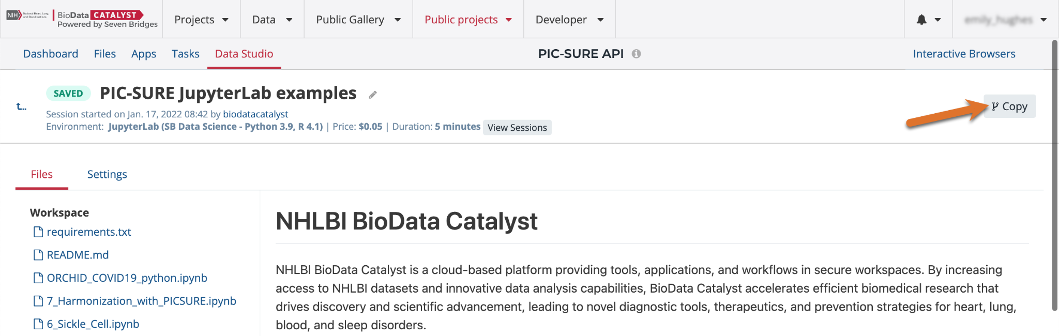 NIH BioData CATALYST
Powered by Seven Bridges
Projects Data Public Gallery Public projects Developer
Dashboard Files Apps Tasks Data Studio PIC-SURE API Interactive Browsers
SAVED PIC-SURE JupyterLab examples
Copy
Session started on Jan. 17, 2022 08:42 by biodatacatalyst
Environment: JupyterLab (SB Data Science - Python 3.9, R 4.1) | Price: $0.05 | Duration: 5 minutes View Sessions
Files Settings
Workspace
requirements.txt
README.md
ORCHID_COVID19_python.ipynb
7_Harmonization_with_PICSURE.ipynb
6_Sickle_Cell.ipynb
NHLBI BioData Catalyst
NHLBI BioData Catalyst is a cloud-based platform providing tools, applications, and workflows in secure workspaces. By increasing
access to NHLBI datasets and innovative data analysis capabilities, BioData Catalyst accelerates efficient biomedical research that
drives discovery and scientific advancement, leading to novel diagnostic tools, therapeutics, and prevention strategies for heart, lung,
blood, and sleep disorders.